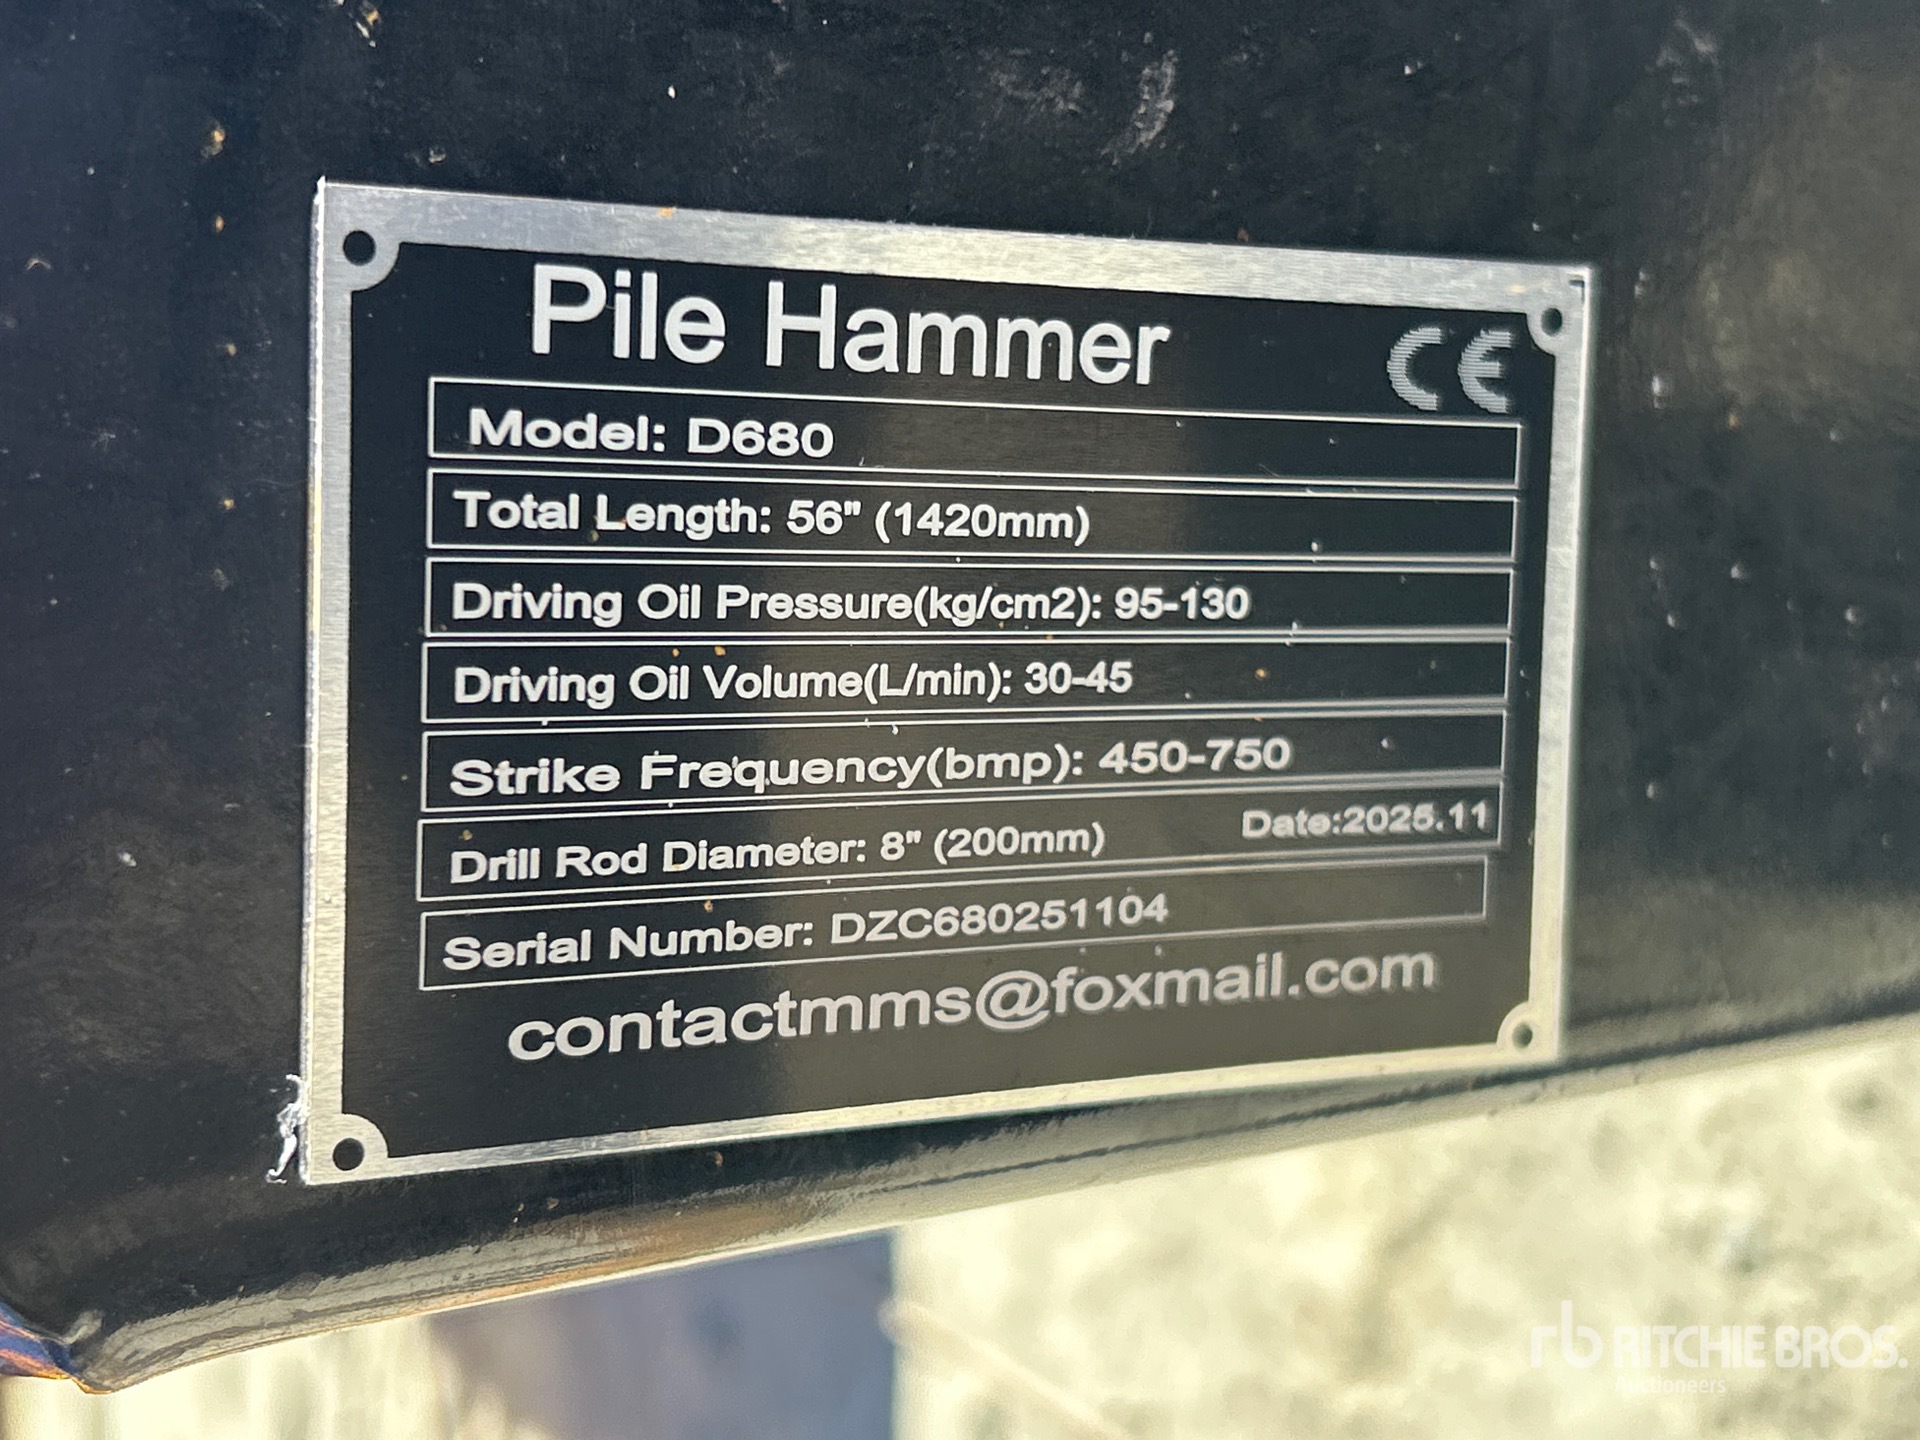 Pile Hammer
CE
Model: D680
Total Length: 56" (1420mm)
Driving Oil Pressure(kg/cm2): 95-130
Driving Oil Volume(L/min): 30-45
Strike Frequency(bmp): 450-750
Drill Rod Diameter: 8" (200mm) Date:2025.11
Serial Number: DZC680251104
contactmms@foxmail.com
rb RITCHIE BROS.
Auctioneers